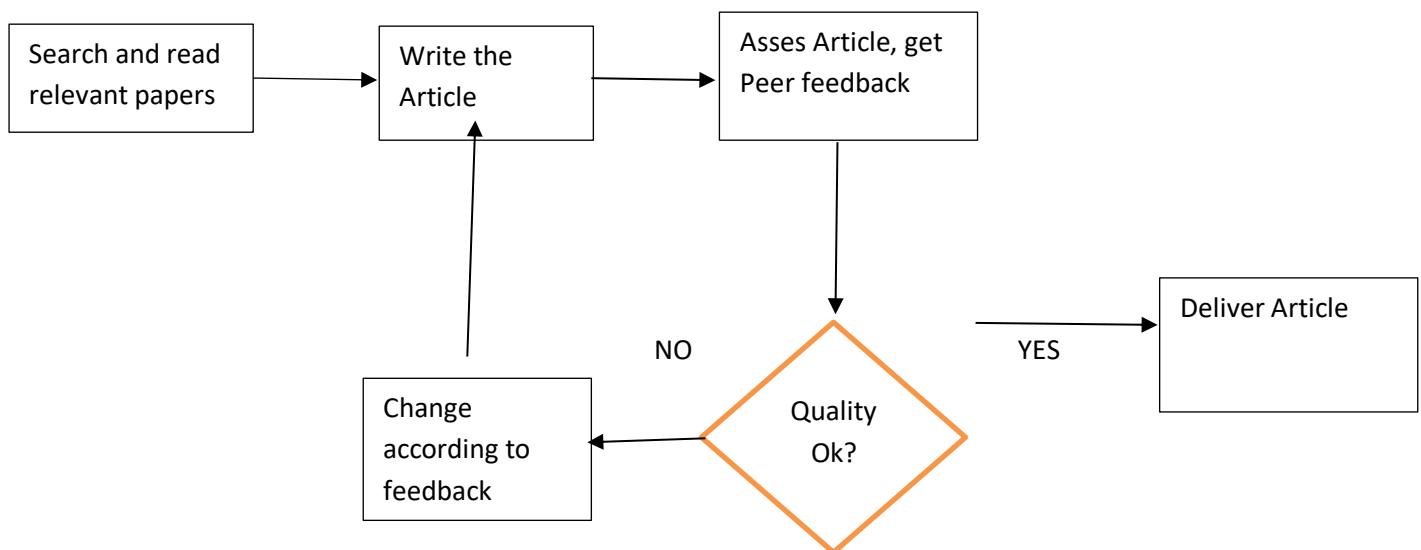 Search and read
relevant papers
Write the
Article
Asses Article, get
Peer feedback
NO
YES
Deliver Article
Change
according to
feedback
Quality
Ok?